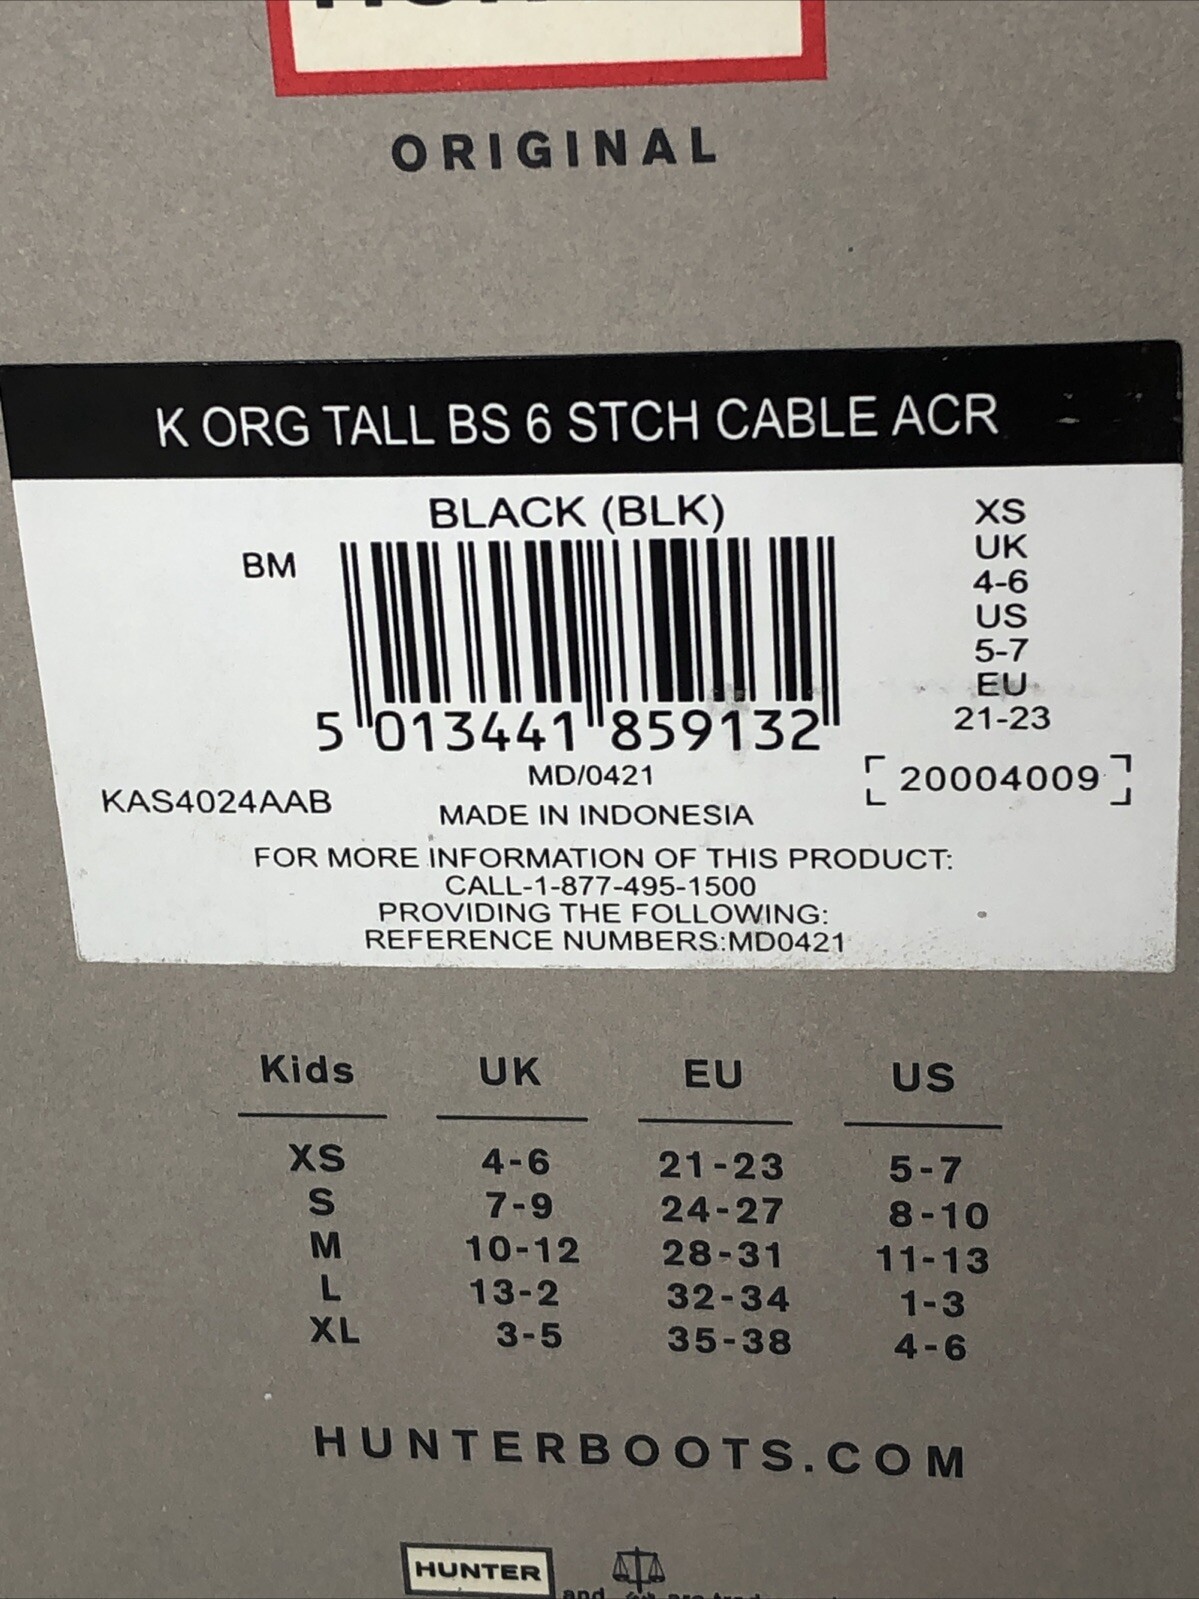 ORIGINAL
K ORG TALL BS 6 STCH CABLE ACR
BLACK (BLK)
BM
XS
UK
4-6
US
5-7
EU
21-23
5 013441 859132
MD/0421
KAS4024AAB
MADE IN INDONESIA
[20004009]
FOR MORE INFORMATION OF THIS PRODUCT:
CALL-1-877-495-1500
PROVIDING THE FOLLOWING:
REFERENCE NUMBERS:MD0421
Kids UK EU US
XS 4-6 21-23 5-7
S 7-9 24-27 8-10
M 10-12 28-31 11-13
L 13-2 32-34 1-3
XL 3-5 35-38 4-6
HUNTERBOOTS.COM
HUNTER
and